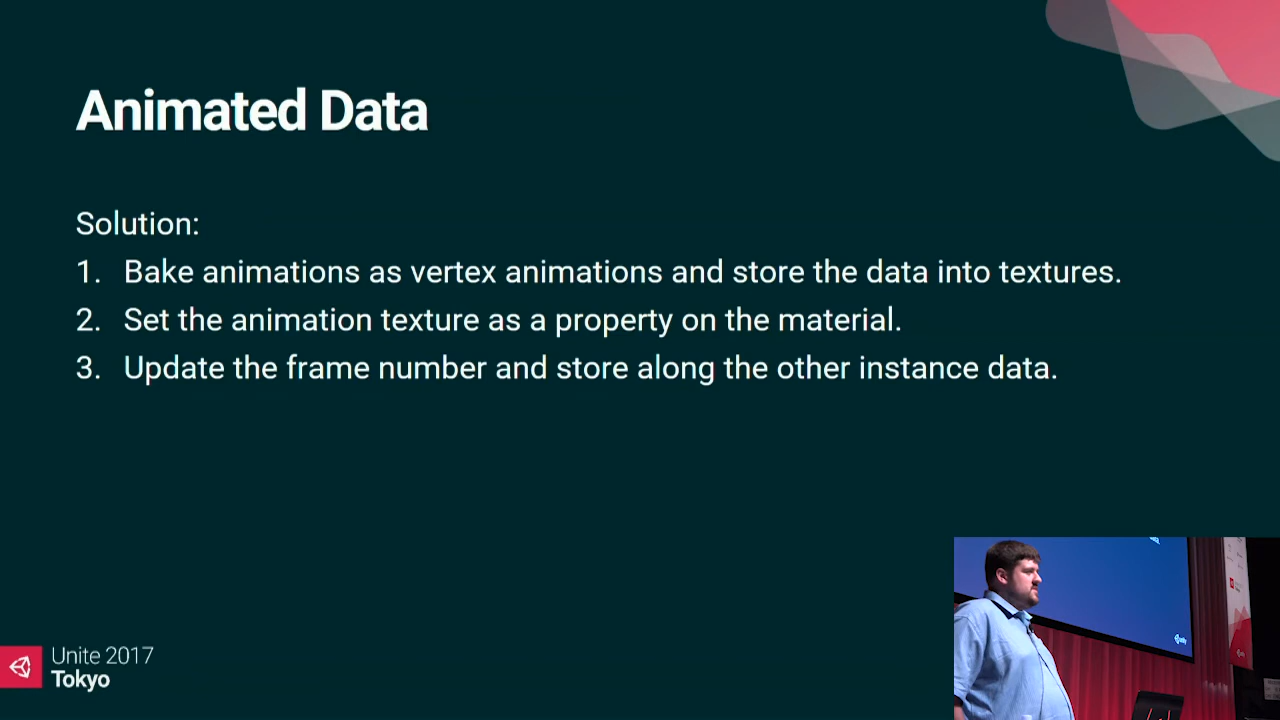 Animated Data
Solution:
1. Bake animations as vertex animations and store the data into textures.
2. Set the animation texture as a property on the material.
3. Update the frame number and store along the other instance data.
Unite 2017
Tokyo